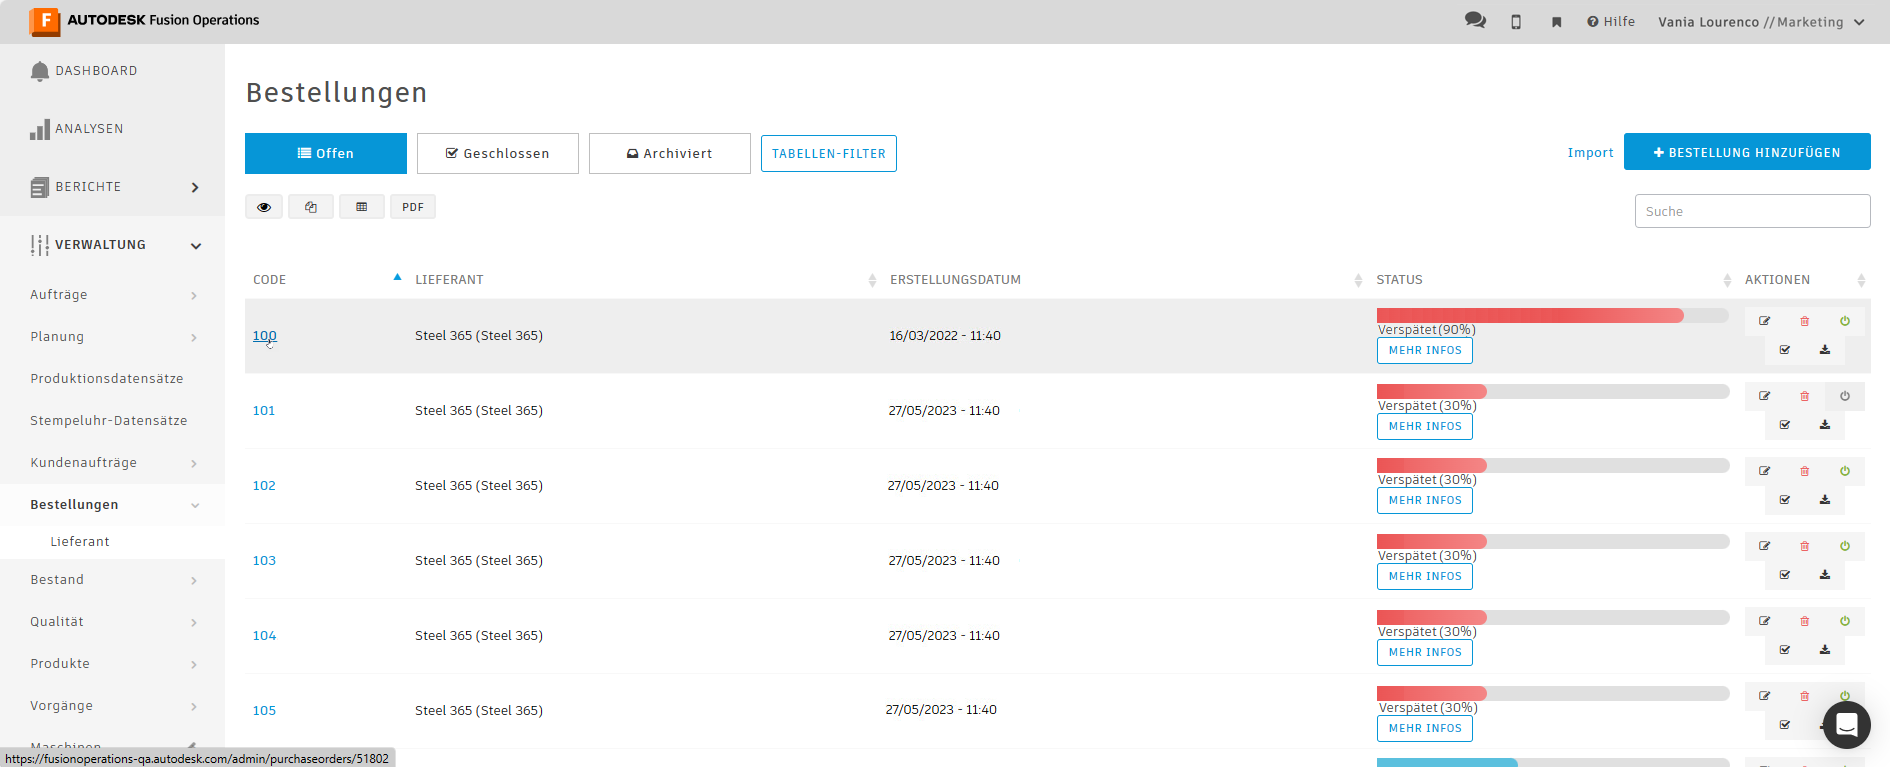 AUTODESK Fusion Operations
Hilfe
Vania Lourenco // Marketing
DASHBOARD
ANALYSEN
BERICHTE
VERWALTUNG
Aufträge
Planung
Produktionsdatensätze
Stempeluhr-Datensätze
Kundenaufträge
Bestellungen
Lieferant
Bestand
Qualität
Produkte
Vorgänge
Maschinen
Bestellungen
Offen
Geschlossen
Archiviert
TABELLEN-FILTER
Import
+ BESTELLUNG HINZUFÜGEN
PDF
Suche
CODE LIEFERANT ERSTELLUNGSDATUM STATUS AKTIONEN
100 Steel 365 (Steel 365) 16/03/2022 - 11:40 Verspätet (90%)
MEHR INFOS
101 Steel 365 (Steel 365) 27/05/2023 - 11:40 Verspätet (30%)
MEHR INFOS
102 Steel 365 (Steel 365) 27/05/2023 - 11:40 Verspätet (30%)
MEHR INFOS
103 Steel 365 (Steel 365) 27/05/2023 - 11:40 Verspätet (30%)
MEHR INFOS
104 Steel 365 (Steel 365) 27/05/2023 - 11:40 Verspätet (30%)
MEHR INFOS
105 Steel 365 (Steel 365) 27/05/2023 - 11:40 Verspätet (30%)
MEHR INFOS
https://fusionoperations-qa.autodesk.com/admin/purchaseorders/51802